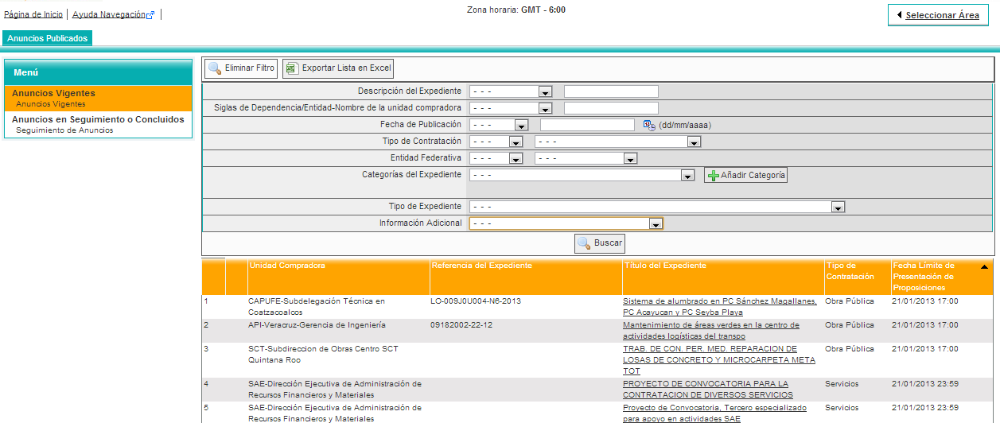 Página de Inicio | Ayuda Navegación |
Zona horaria: GMT - 6:00
Seleccionar Área
Anuncios Publicados
Menú
Anuncios Vigentes
Anuncios Vigentes
Anuncios en Seguimiento o Concluidos
Seguimiento de Anuncios
Eliminar Filtro
Exportar Lista en Excel
Descripción del Expediente - - -
Siglas de Dependencia/Entidad-Nombre de la unidad compradora - - -
Fecha de Publicación - - - (dd/mm/aaaa)
Tipo de Contratación - - - - - -
Entidad Federativa - - - - - -
Categorías del Expediente - - - Añadir Categoría
Tipo de Expediente - - -
Información Adicional - - -
Buscar
Unidad Compradora
Referencia del Expediente
Título del Expediente
Tipo de
Contratación
Fecha Límite de
Presentación de
Proposiciones
1
CAPUFE-Subdelegación Técnica en
Coatzacoalcos
LO-009J0U004-N6-2013
Sistema de alumbrado en PC Sánchez Magallanes,
PC Acayucan y PC Seyba Playa
Obra Pública
21/01/2013 17:00
2
API-Veracruz-Gerencia de Ingeniería
09182002-22-12
Mantenimiento de áreas verdes en la centro de
actividades logísticas del transpo
Obra Pública
21/01/2013 17:00
3
SCT-Subdireccion de Obras Centro SCT
Quintana Roo
TRAB. DE CON. PER. MED. REPARACION DE
LOSAS DE CONCRETO Y MICROCARPETA META
TOT
Obra Pública
21/01/2013 17:00
4
SAE-Dirección Ejecutiva de Administración de
Recursos Financieros y Materiales
PROYECTO DE CONVOCATORIA PARA LA
CONTRATACION DE DIVERSOS SERVICIOS
Servicios
21/01/2013 23:59
5
SAE-Dirección Ejecutiva de Administración de
Recursos Financieros y Materiales
Proyecto de Convocatoria, Tercero especializado
para apoyo en actividades SAE
Servicios
21/01/2013 23:59